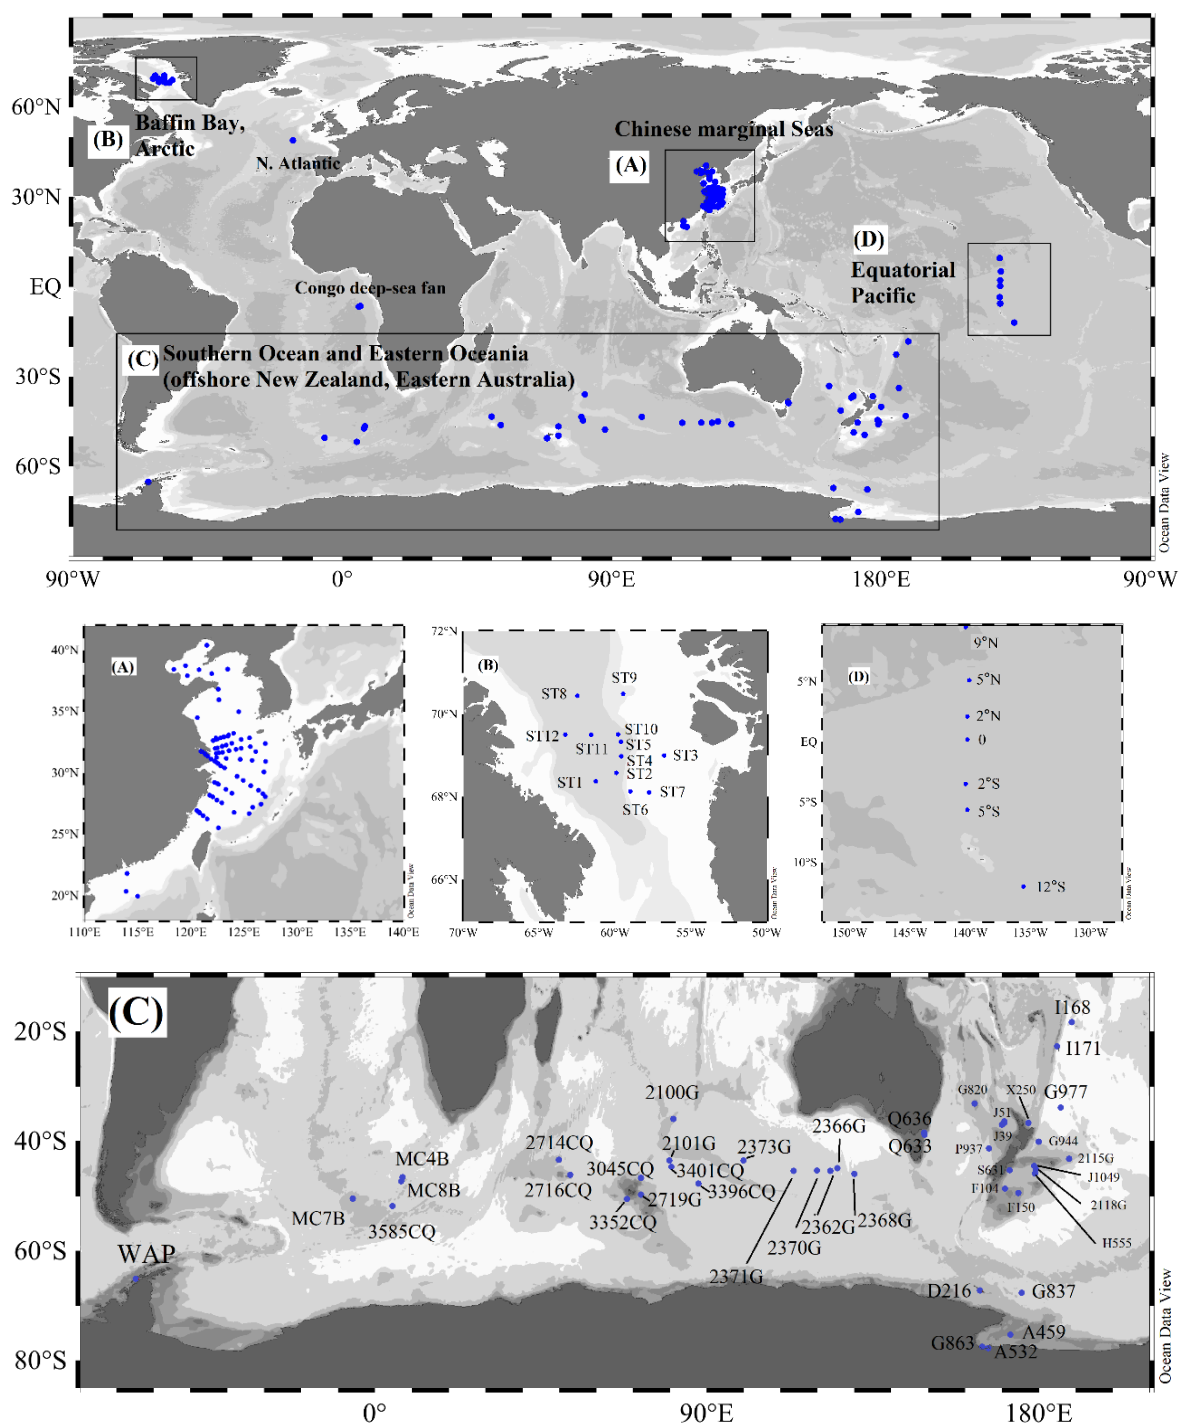 60°N
30°N
EQ
30°S
60°S
90°W
0°
90°E
180°E
90°W
(B)
Baffin Bay,
Arctic
N. Atlantic
Chinese marginal Seas
(A)
(D)
Equatorial
Pacific
Congo deep-sea fan
(C)
Southern Ocean and Eastern Oceania
(offshore New Zealand, Eastern Australia)
Ocean Data View
(A)
40°N
35°N
30°N
25°N
20°N
110°E
115°E
120°E
125°E
130°E
135°E
140°E
Ocean Data View
(B)
72°N
70°N
68°N
66°N
70°W
65°W
60°W
55°W
50°W
ST9
ST8
ST10
ST12
ST5
ST11
ST3
ST4
ST2
ST1
ST7
ST6
Ocean Data View
(D)
5°N
EQ
5°S
10°S
150°W
145°W
140°W
135°W
130°W
9°N
5°N
2°N
0
2°S
5°S
12°S
Ocean Data View
(C)
20°S
40°S
60°S
80°S
0°
90°E
180°E
I168
I171
X250
G820
G977
J51
J39
2100G
Q636
Q633
2366G
G944
P937
2714CQ
2101G
2373G
2115G
MC4B
3045CQ
3401CQ
S631
J1049
2716CQ
3396CQ
F104
MC8B
2719G
F150
2118G
MC7B
3352CQ
2362G
2368G
3585CQ
2370G
H555
WAP
2371G
D216
G837
G863
A459
A532
Ocean Data View